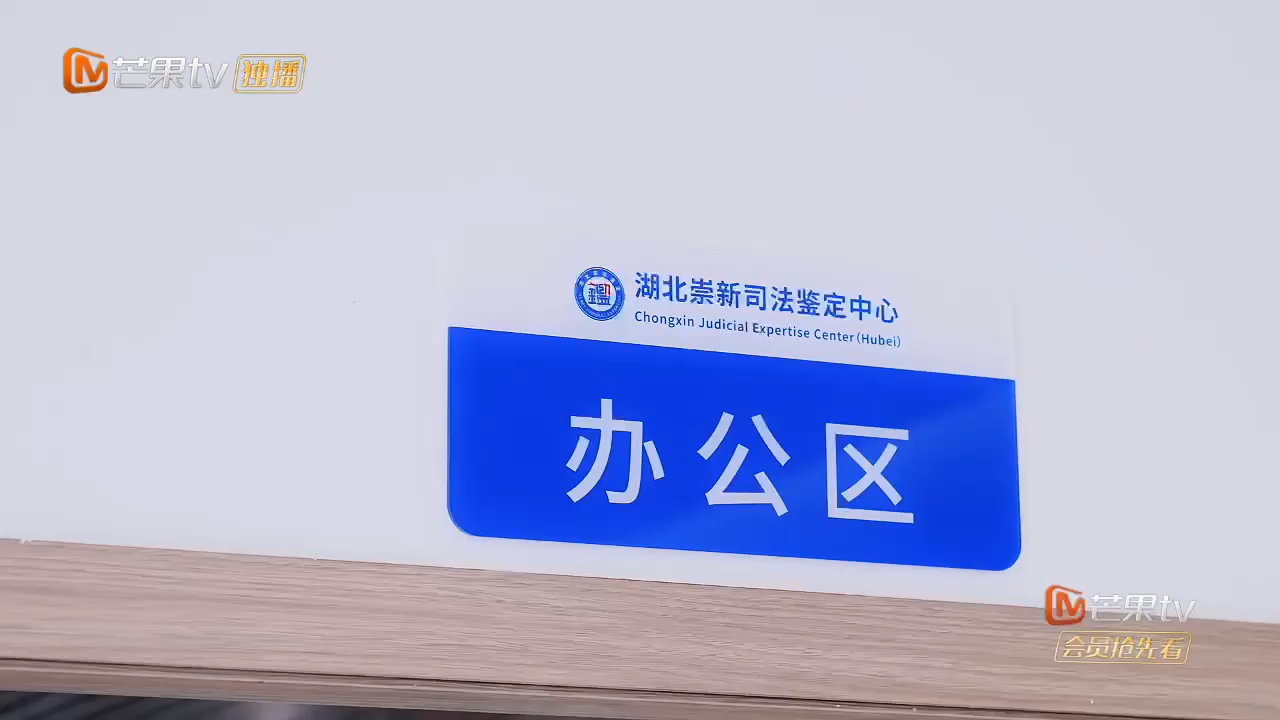 芒果tv 独播
湖北崇新司法鉴定中心
Chongxin Judicial Expertise Center(Hubei)
办公区
芒果tv
会员抢先看